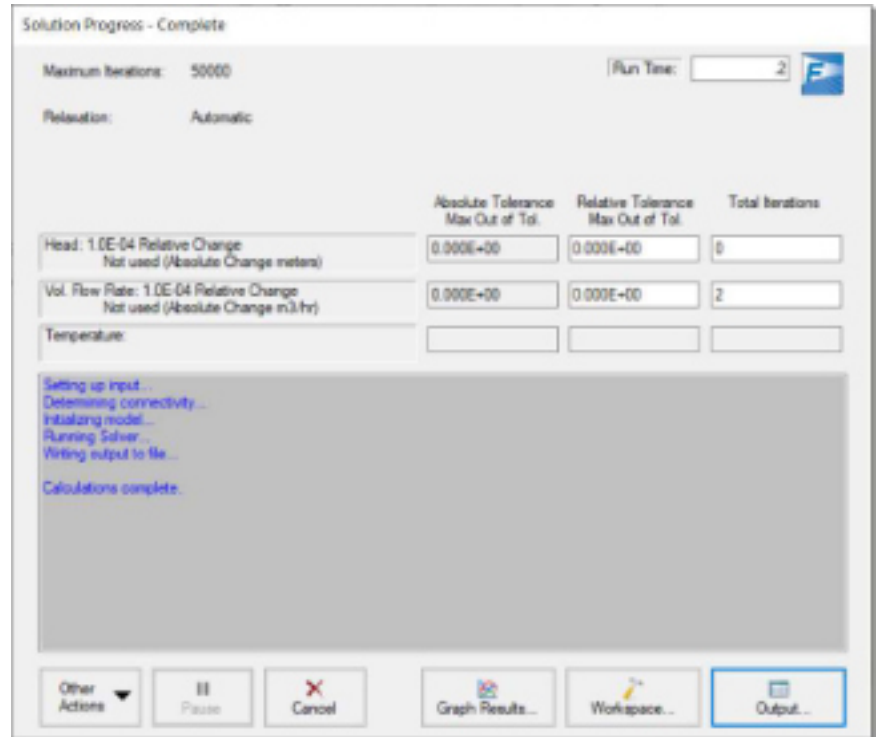 Solution Progress - Complete
Maximum Iterations: 50000
Run Time: .2
Relaxation: Automatic
Absolute Tolerance Max Out of Tol.
Relative Tolerance Max Out of Tol.
Total Iterations
Head: 1.0E-04 Relative Change
Not used (Absolute Change meters)
0.000E+00 0.000E+00 0
Vol. Flow Rate: 1.0E-04 Relative Change
Not used (Absolute Change m3/hr)
0.000E+00 0.000E+00 2
Temperature:
Setting up input...
Determining connectivity...
Initializing model...
Running Solver...
Writing output to file...
Calculations complete.
Other Actions
Pause
Cancel
Graph Results...
Workspace...
Output...